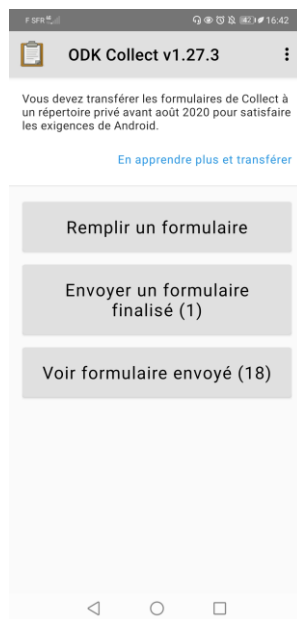 F SFR 16:42
ODK Collect v1.27.3
Vous devez transférer les formulaires de Collect à
un répertoire privé avant août 2020 pour satisfaire
les exigences de Android.
En apprendre plus et transférer
Remplir un formulaire
Envoyer un formulaire
finalisé (1)
Voir formulaire envoyé (18)